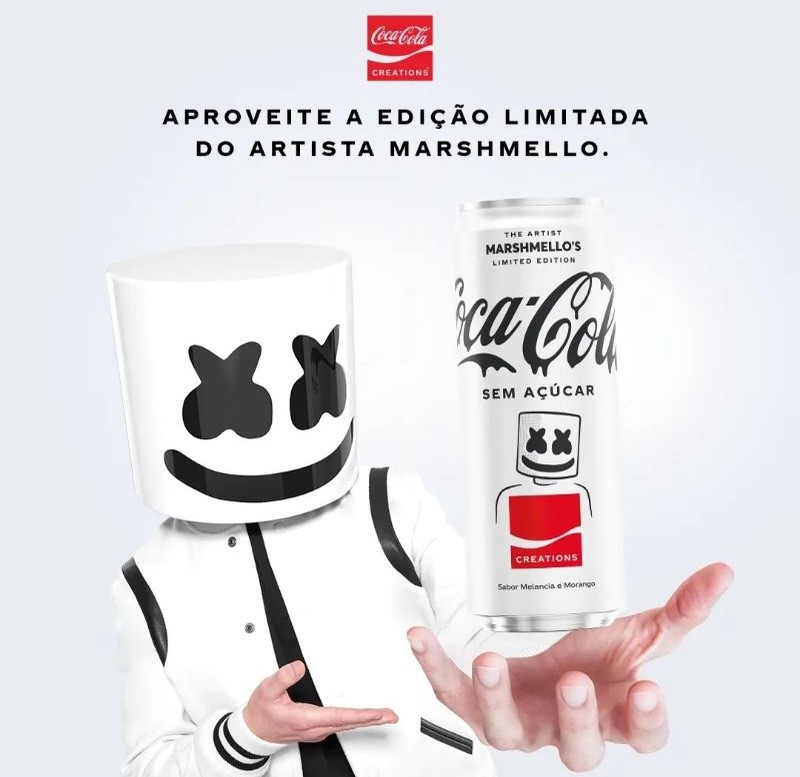 Coca-Cola
CREATIONS
APROVEITE A EDIÇÃO LIMITADA
DO ARTISTA MARSHMELLO.
THE ARTIST
MARSHMELLO'S
LIMITED EDITION
Coca-Cola
SEM AÇÚCAR
CREATIONS
Sabor Melancia e Morango